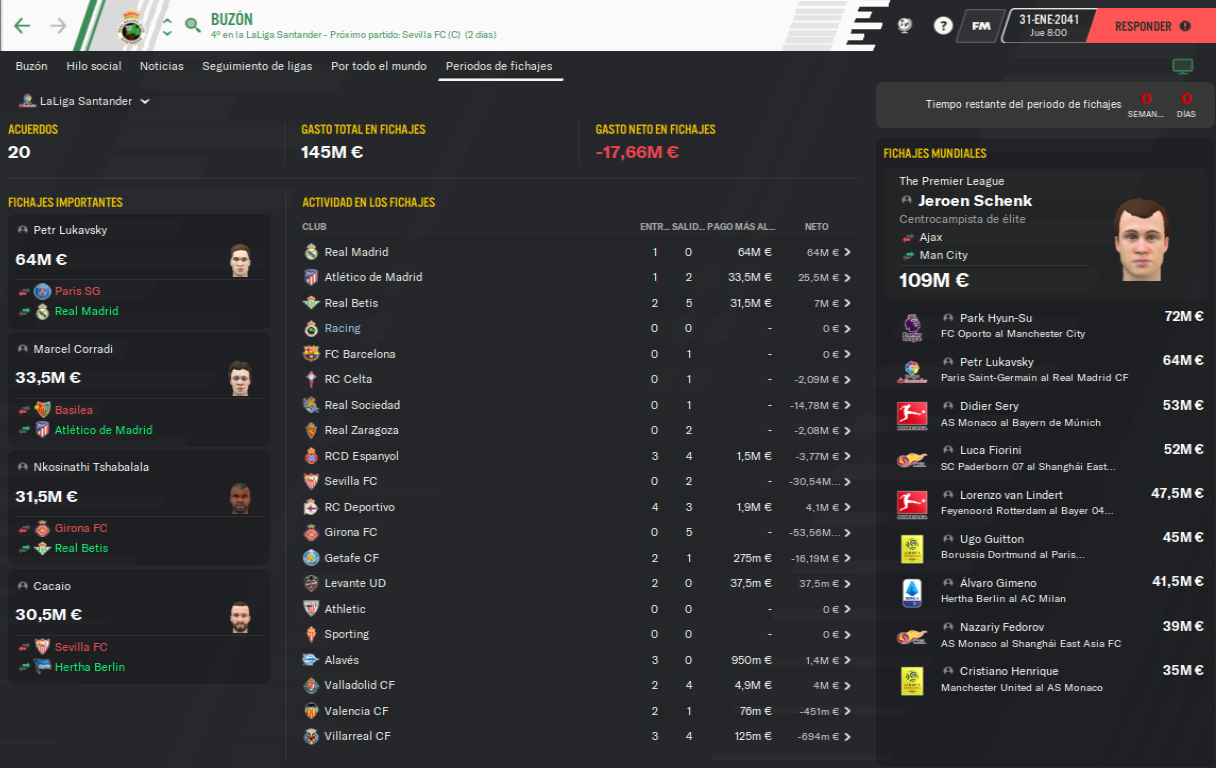 BUZÓN
4º en la LaLiga Santander - Próximo partido: Sevilla FC (C) (2 días)
?
FM
31-ENE-2041
Jue 8:00
RESPONDER
Buzón Hilo social Noticias Seguimiento de ligas Por todo el mundo Periodos de fichajes
LaLiga Santander
Tiempo restante del periodo de fichajes
0 0
SEMAN... DÍAS
ACUERDOS
20
GASTO TOTAL EN FICHAJES
145M €
GASTO NETO EN FICHAJES
-17,66M €
FICHAJES IMPORTANTES
Petr Lukavsky
64M €
Paris SG
Real Madrid
Marcel Corradi
33,5M €
Basilea
Atlético de Madrid
Nkosinathi Tshabalala
31,5M €
Girona FC
Real Betis
Cacaio
30,5M €
Sevilla FC
Hertha Berlin
ACTIVIDAD EN LOS FICHAJES
CLUB ENTR... SALID... PAGO MÁS AL... NETO
Real Madrid 1 0 64M € 64M €
Atlético de Madrid 1 2 33,5M € 25,5M €
Real Betis 2 5 31,5M € 7M €
Racing 0 0 - 0 €
FC Barcelona 0 1 - 0 €
RC Celta 0 1 - -2,09M €
Real Sociedad 0 1 - -14,78M €
Real Zaragoza 0 2 - -2,08M €
RCD Espanyol 3 4 1,5M € -3,77M €
Sevilla FC 0 2 - -30,54M...
RC Deportivo 4 3 1,9M € 4,1M €
Girona FC 0 5 - -53,56M...
Getafe CF 2 1 275m € -16,19M €
Levante UD 2 0 37,5m € 37,5m €
Athletic 0 0 - 0 €
Sporting 0 0 - 0 €
Alavés 3 0 950m € 1,4M €
Valladolid CF 2 4 4,9M € 4M €
Valencia CF 2 1 76m € -451m €
Villarreal CF 3 4 125m € -694m €
FICHAJES MUNDIALES
The Premier League
Jeroen Schenk
Centrocampista de élite
Ajax
Man City
109M €
Park Hyun-Su 72M €
FC Oporto al Manchester City
Petr Lukavsky 64M €
Paris Saint-Germain al Real Madrid CF
Didier Sery 53M €
AS Monaco al Bayern de Múnich
Luca Fiorini 52M €
SC Paderborn 07 al Shanghái East...
Lorenzo van Lindert 47,5M €
Feyenoord Rotterdam al Bayer 04...
Ugo Guitton 45M €
Borussia Dortmund al Paris...
Álvaro Gimeno 41,5M €
Hertha Berlin al AC Milan
Nazariy Fedorov 39M €
AS Monaco al Shanghái East Asia FC
Cristiano Henrique 35M €
Manchester United al AS Monaco